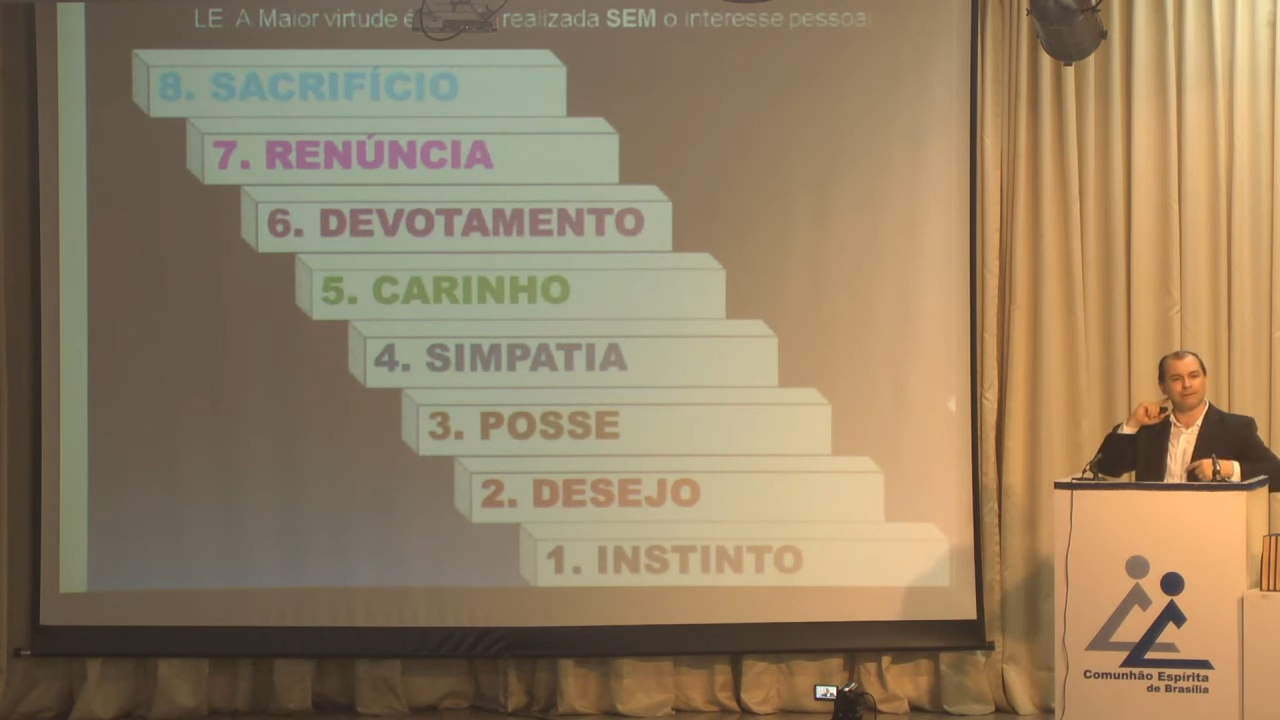 LE: A Maior virtude é realizada SEM o interesse pessoal
8. SACRIFÍCIO
7. RENÚNCIA
6. DEVOTAMENTO
5. CARINHO
4. SIMPATIA
3. POSSE
2. DESEJO
1. INSTINTO
Comunhão Espírita
de Brasília